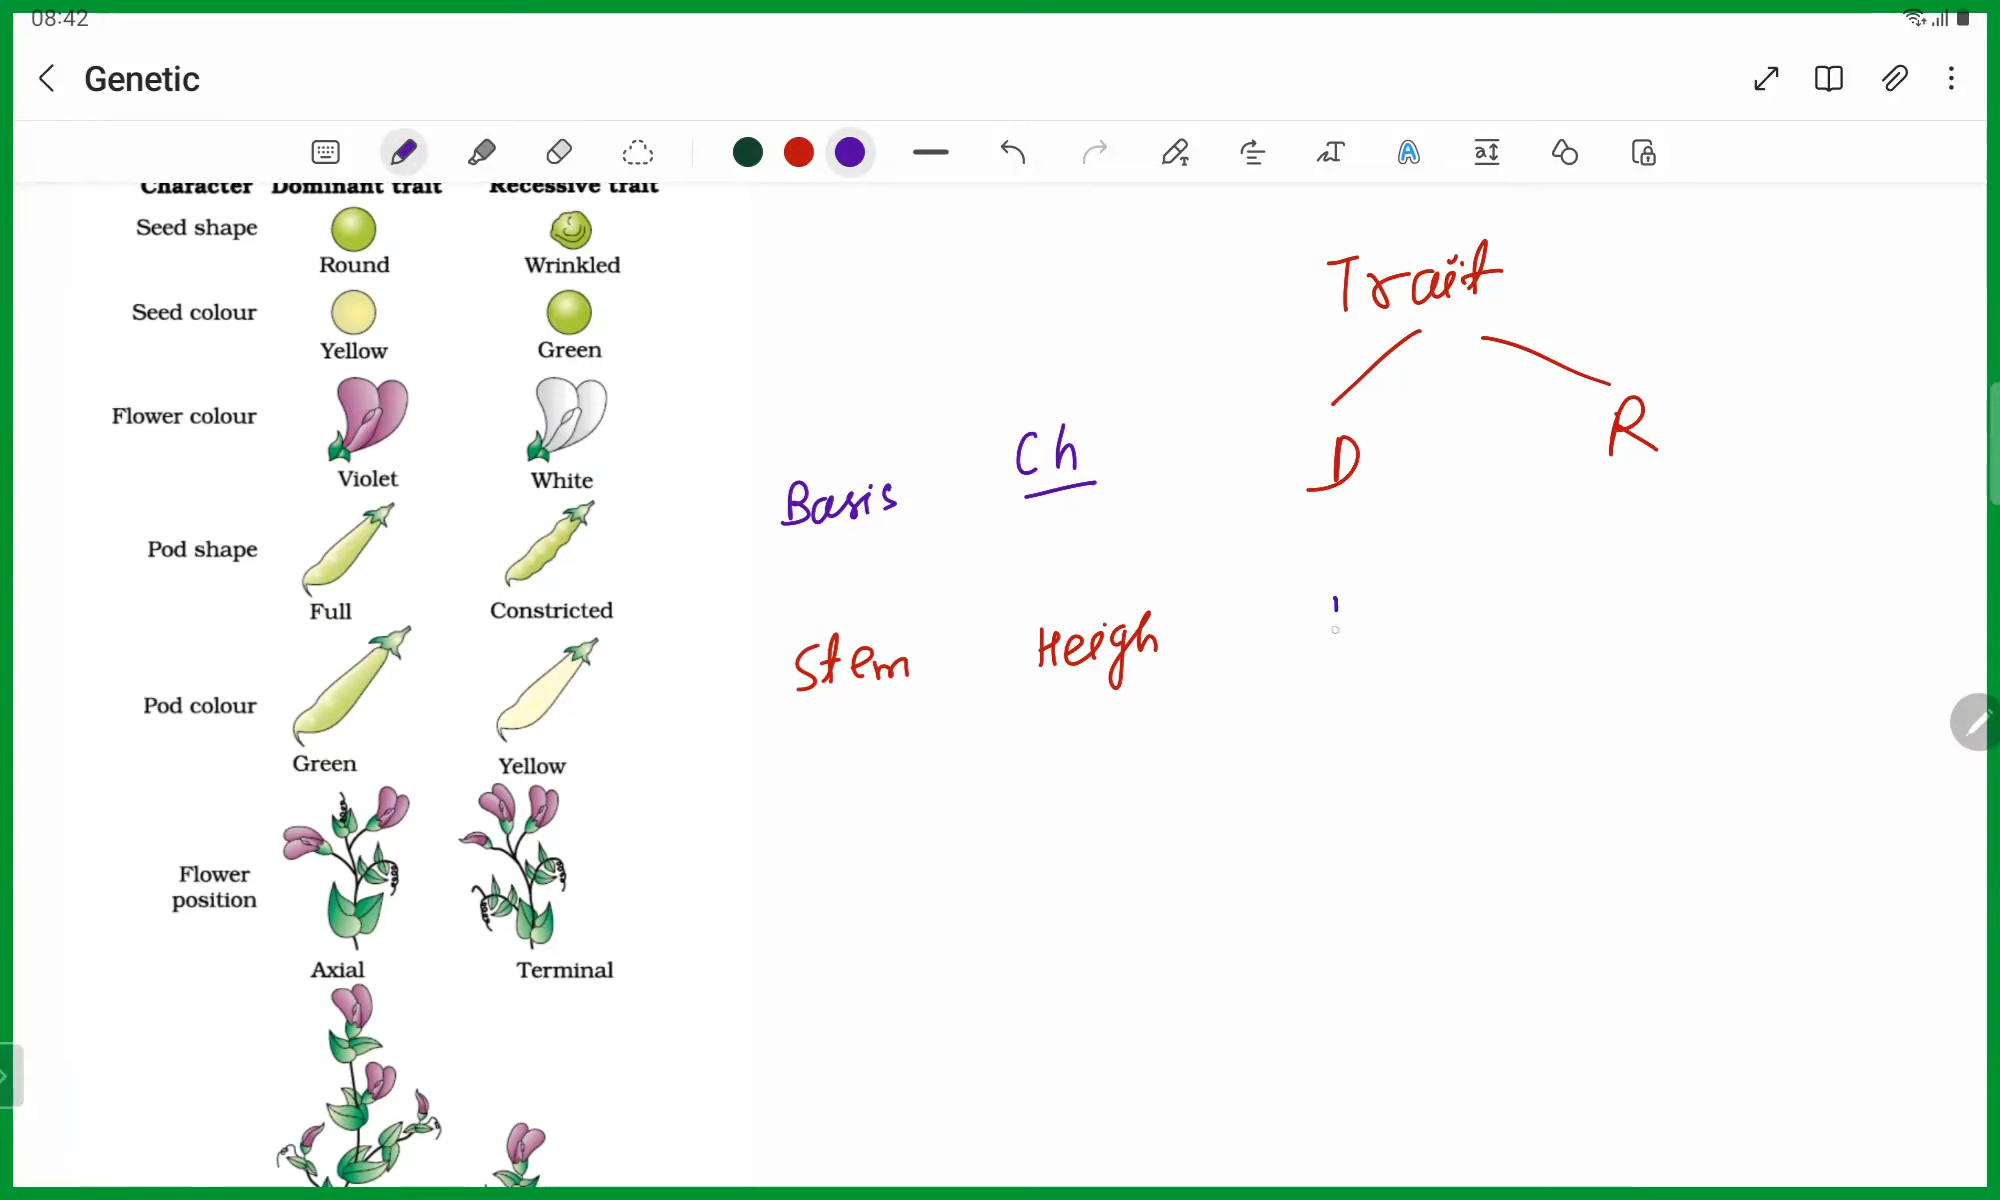 08:42
Genetic
Character Dominant trait Recessive trait
Seed shape
Round Wrinkled
Seed colour
Yellow Green
Flower colour
Violet White
Pod shape
Full Constricted
Pod colour
Green Yellow
Flower
position
Axial Terminal
Trait
D R
Basis Ch
Stem Heigh